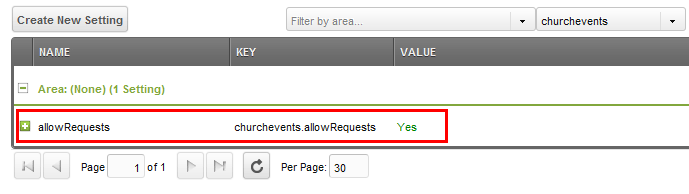 Create New Setting Filter by area... churchevents
NAME KEY VALUE
Area: (None) (1 Setting)
allowRequests churchevents.allowRequests Yes
Page 1 of 1 Per Page: 30